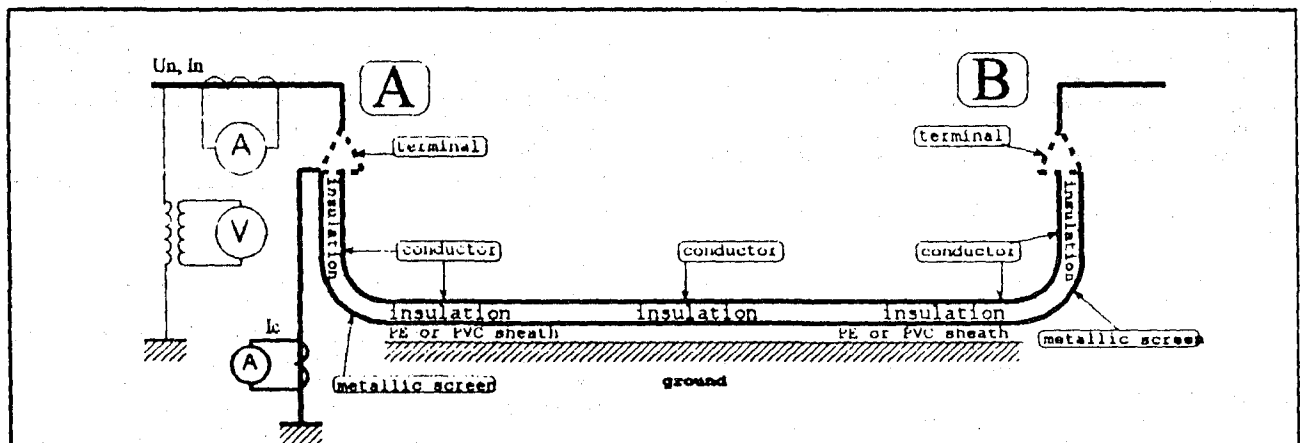 Un, In
A
B
A
terminal
terminal
insulation
insulation
V
conductor
conductor
conductor
insulation
insulation
insulation
PE or PVC sheath
PE or PVC sheath
metallic screen
Ic
A
metallic screen
ground